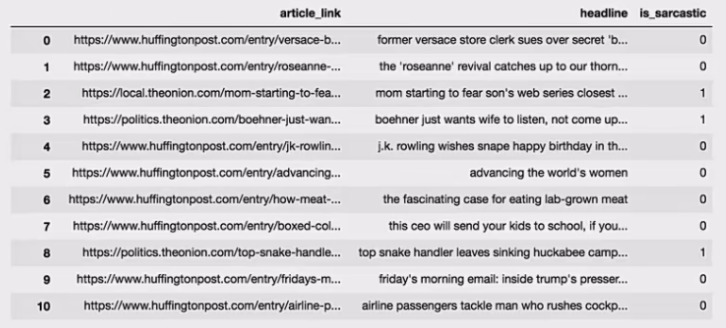 article_link headline is_sarcastic
0 https://www.huffingtonpost.com/entry/versace-b... former versace store clerk sues over secret 'b... 0
1 https://www.huffingtonpost.com/entry/roseanne-... the 'roseanne' revival catches up to our thorn... 0
2 https://local.theonion.com/mom-starting-to-fea... mom starting to fear son's web series closest ... 1
3 https://politics.theonion.com/boehner-just-wan... boehner just wants wife to listen, not come up... 1
4 https://www.huffingtonpost.com/entry/jk-rowlin... j.k. rowling wishes snape happy birthday in th... 0
5 https://www.huffingtonpost.com/entry/advancing... advancing the world's women 0
6 https://www.huffingtonpost.com/entry/how-meat-... the fascinating case for eating lab-grown meat 0
7 https://www.huffingtonpost.com/entry/boxed-col... this ceo will send your kids to school, if you... 0
8 https://politics.theonion.com/top-snake-handle... top snake handler leaves sinking huckabee camp... 1
9 https://www.huffingtonpost.com/entry/fridays-m... friday's morning email: inside trump's presser... 0
10 https://www.huffingtonpost.com/entry/airline-p... airline passengers tackle man who rushes cockp... 0